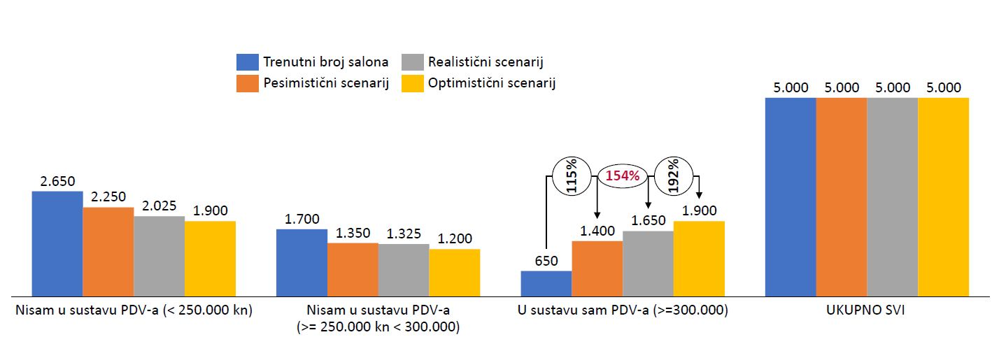 Trenutni broj salona
Realistični scenarij
Pesimistični scenarij
Optimistični scenarij
2.650
2.250
2.025
1.900
1.700
1.350
1.325
1.200
115%
154%
192%
650
1.400
1.650
1.900
5.000
5.000
5.000
5.000
Nisam u sustavu PDV-a (< 250.000 kn)
Nisam u sustavu PDV-a
(>= 250.000 kn < 300.000)
U sustavu sam PDV-a (>=300.000)
UKUPNO SVI